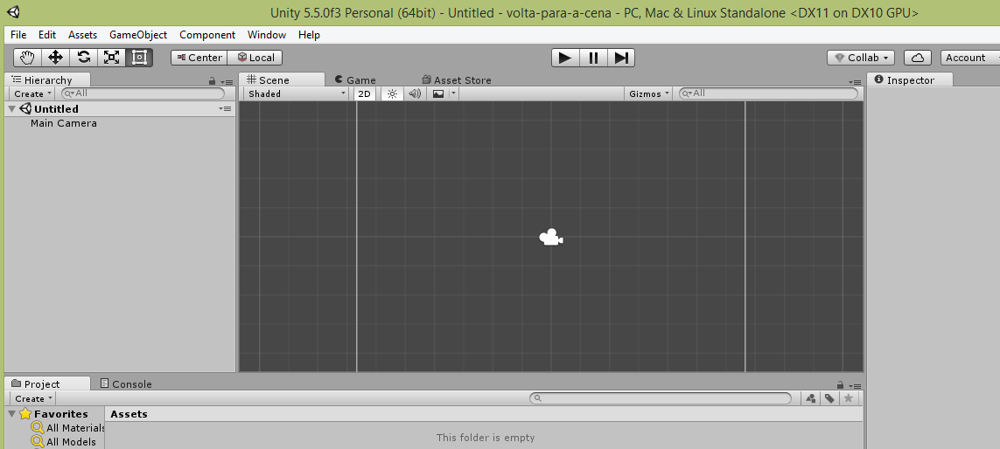 Unity 5.5.0f3 Personal (64bit) - Untitled - volta-para-a-cena - PC, Mac & Linux Standalone <DX11 on DX10 GPU>
File Edit Assets GameObject Component Window Help
Center Local Collab Account
Hierarchy Scene Game Asset Store Inspector
Create All Shaded 2D Gizmos All
Untitled
Main Camera
Project Console
Create
Favorites Assets
All Materials
This folder is empty
All Models